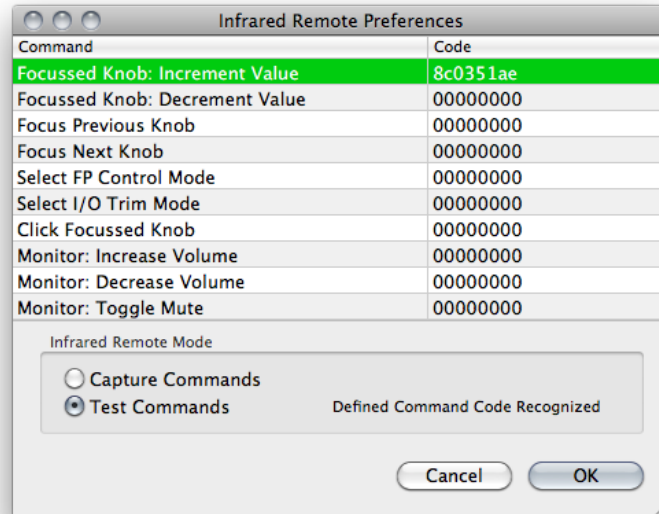 Infrared Remote Preferences
Command Code
Focussed Knob: Increment Value 8c0351ae
Focussed Knob: Decrement Value 00000000
Focus Previous Knob 00000000
Focus Next Knob 00000000
Select FP Control Mode 00000000
Select I/O Trim Mode 00000000
Click Focussed Knob 00000000
Monitor: Increase Volume 00000000
Monitor: Decrease Volume 00000000
Monitor: Toggle Mute 00000000
Infrared Remote Mode
Capture Commands
Test Commands Defined Command Code Recognized
Cancel OK